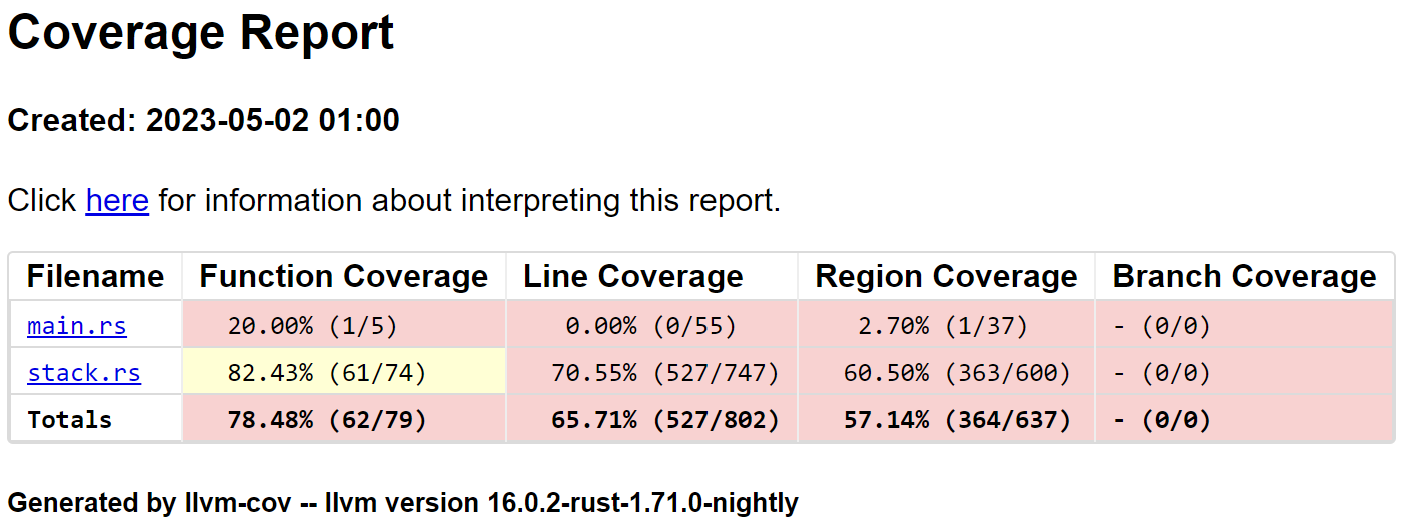 Coverage Report
Created: 2023-05-02 01:00
Click here for information about interpreting this report.
Filename Function Coverage Line Coverage Region Coverage Branch Coverage
main.rs 20.00% (1/5) 0.00% (0/55) 2.70% (1/37) - (0/0)
stack.rs 82.43% (61/74) 70.55% (527/747) 60.50% (363/600) - (0/0)
Totals 78.48% (62/79) 65.71% (527/802) 57.14% (364/637) - (0/0)
Generated by llvm-cov -- llvm version 16.0.2-rust-1.71.0-nightly